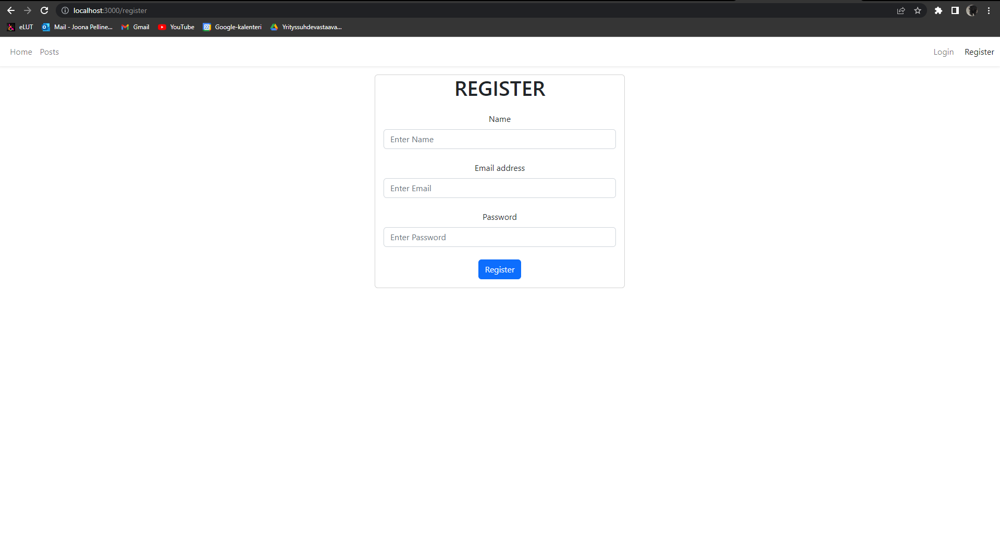 localhost:3000/register
eLUT Mail - Joona Pelline... Gmail YouTube 22 Google-kalenteri Yrityssuhdevastaava...
Home Posts Login Register
REGISTER
Name
Enter Name
Email address
Enter Email
Password
Enter Password
Register